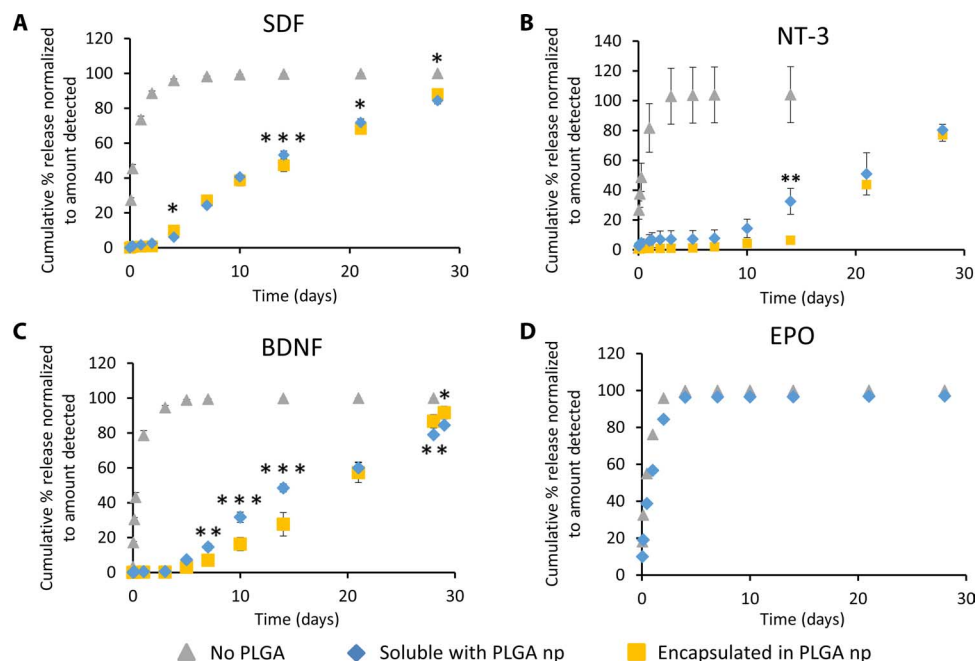 A
SDF
Cumulative % release normalized
to amount detected
120
100
80
60
40
20
0
0
10
20
30
Time (days)
*
* * *
*
*
B
NT-3
Cumulative % release normalized
to amount detected
140
120
100
80
60
40
20
0
0
10
20
30
Time (days)
**
C
BDNF
Cumulative % release normalized
to amount detected
120
100
80
60
40
20
0
0
10
20
30
Time (days)
* *
* * *
* * *
*
* *
D
EPO
Cumulative % release normalized
to amount detected
120
100
80
60
40
20
0
0
10
20
30
Time (days)
No PLGA
Soluble with PLGA np
Encapsulated in PLGA np